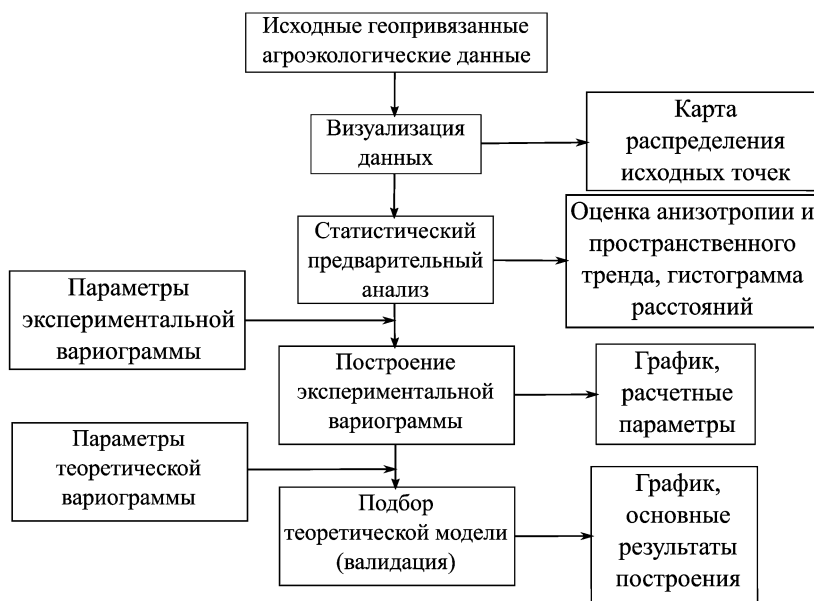 Исходные геопривязанные
агроэкологические данные
Визуализация
данных
Карта
распределения
исходных точек
Статистический
предварительный
анализ
Оценка анизотропии и
пространственного
тренда, гистограмма
расстояний
Параметры
экспериментальной
вариограммы
Построение
экспериментальной
вариограммы
График,
расчетные
параметры
Параметры
теоретической
вариограммы
Подбор
теоретической модели
(валидация)
График,
основные
результаты
построения